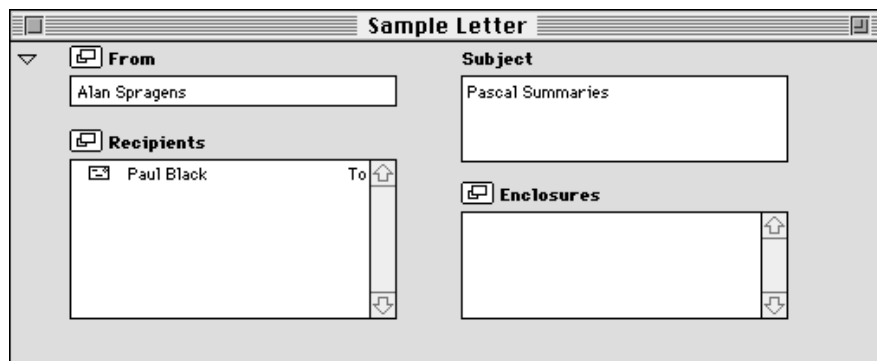 Sample Letter
From
Alan Spragens
Subject
Pascal Summaries
Recipients
Paul Black To
Enclosures